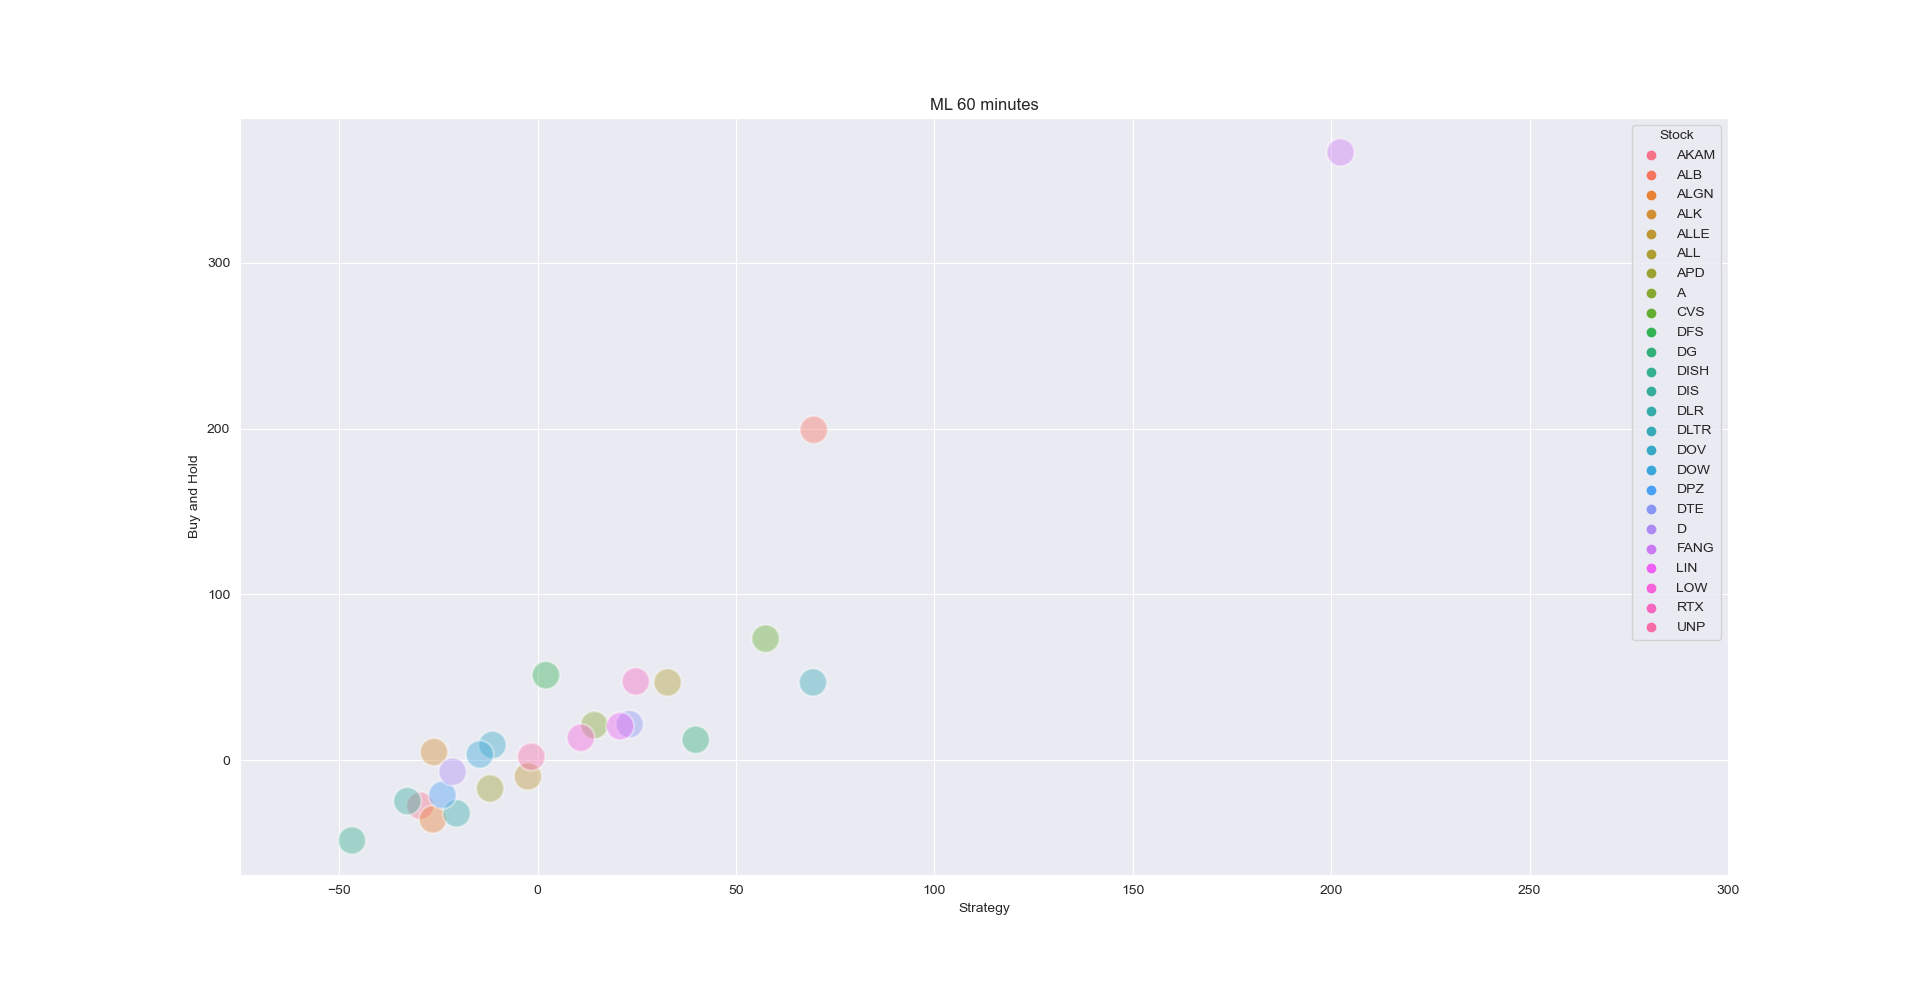 ML 60 minutes
Stock
AKAM
ALB
ALGN
ALK
ALLE
ALL
APD
A
CVS
DFS
DG
DISH
DIS
DLR
DLTR
DOV
DOW
DPZ
DTE
D
FANG
LIN
LOW
RTX
UNP
300
200
100
0
Buy and Hold
−50 0 50 100 150 200 250 300
Strategy